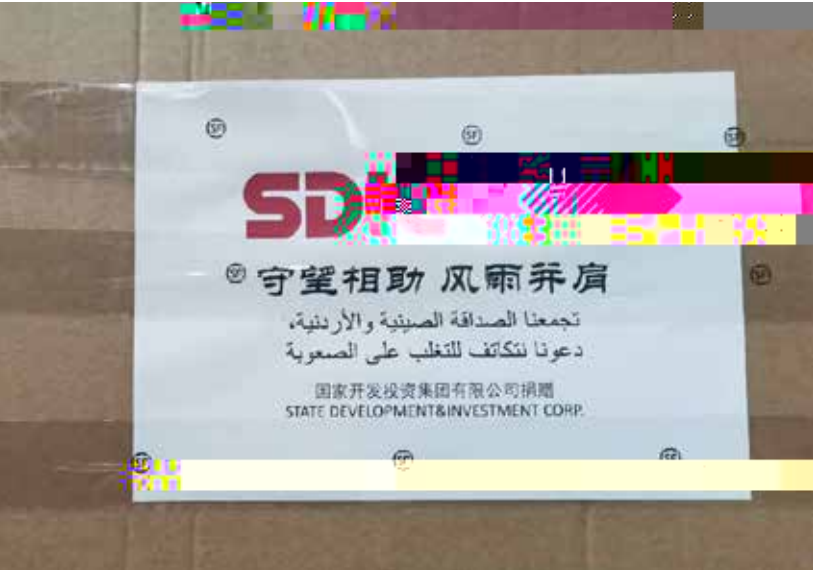 SD
守望相助 风雨并肩
تجمعنا الصداقة الصينية والأردنية،
دعونا نتكاتف للتغلب على الصعوبة
国家开发投资集团有限公司捐赠
STATE DEVELOPMENT&INVESTMENT CORP.